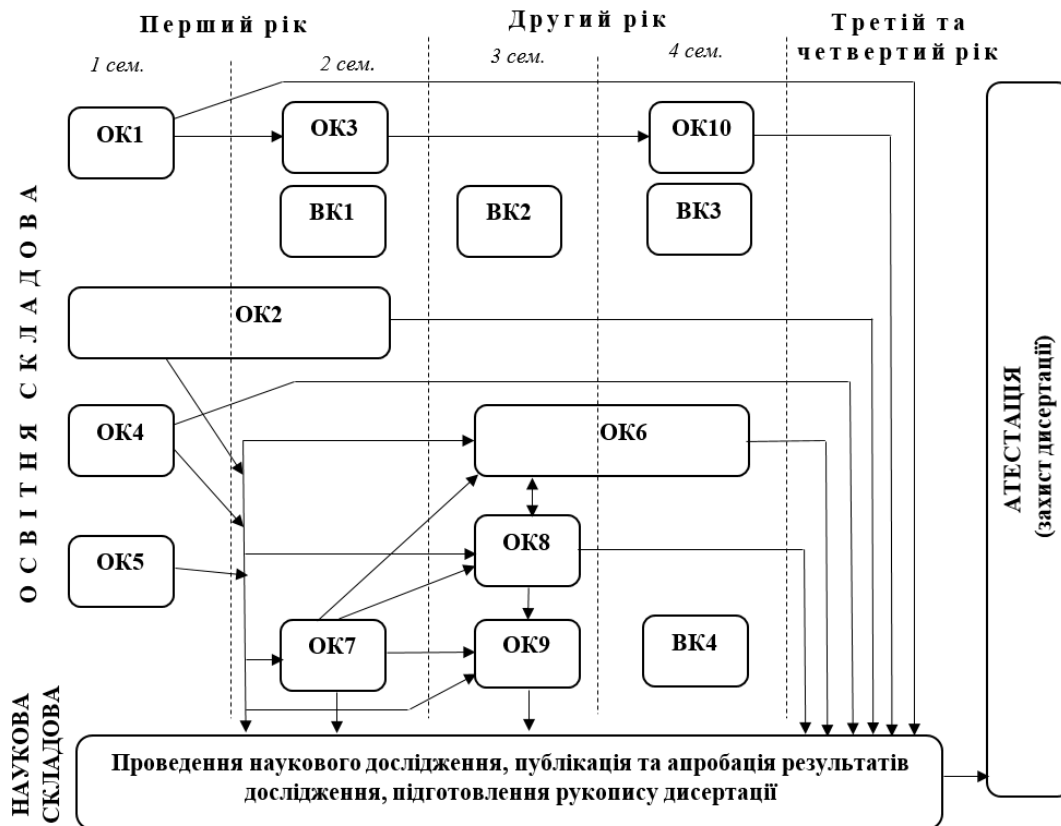 Перший рік
Другий рік
Третій та
четвертий рік
1 сем.
2 сем.
3 сем.
4 сем.
ОСВІТНЯ СКЛАДОВА
ОК1
ОК3
ОК10
ВК1
ВК2
ВК3
ОК2
ОК4
ОК6
ОК5
ОК8
ОК7
ОК9
ВК4
НАУКОВА
СКЛАДОВА
Проведення наукового дослідження, публікація та апробація результатів
дослідження, підготовлення рукопису дисертації
АТЕСТАЦІЯ
(захист дисертації)